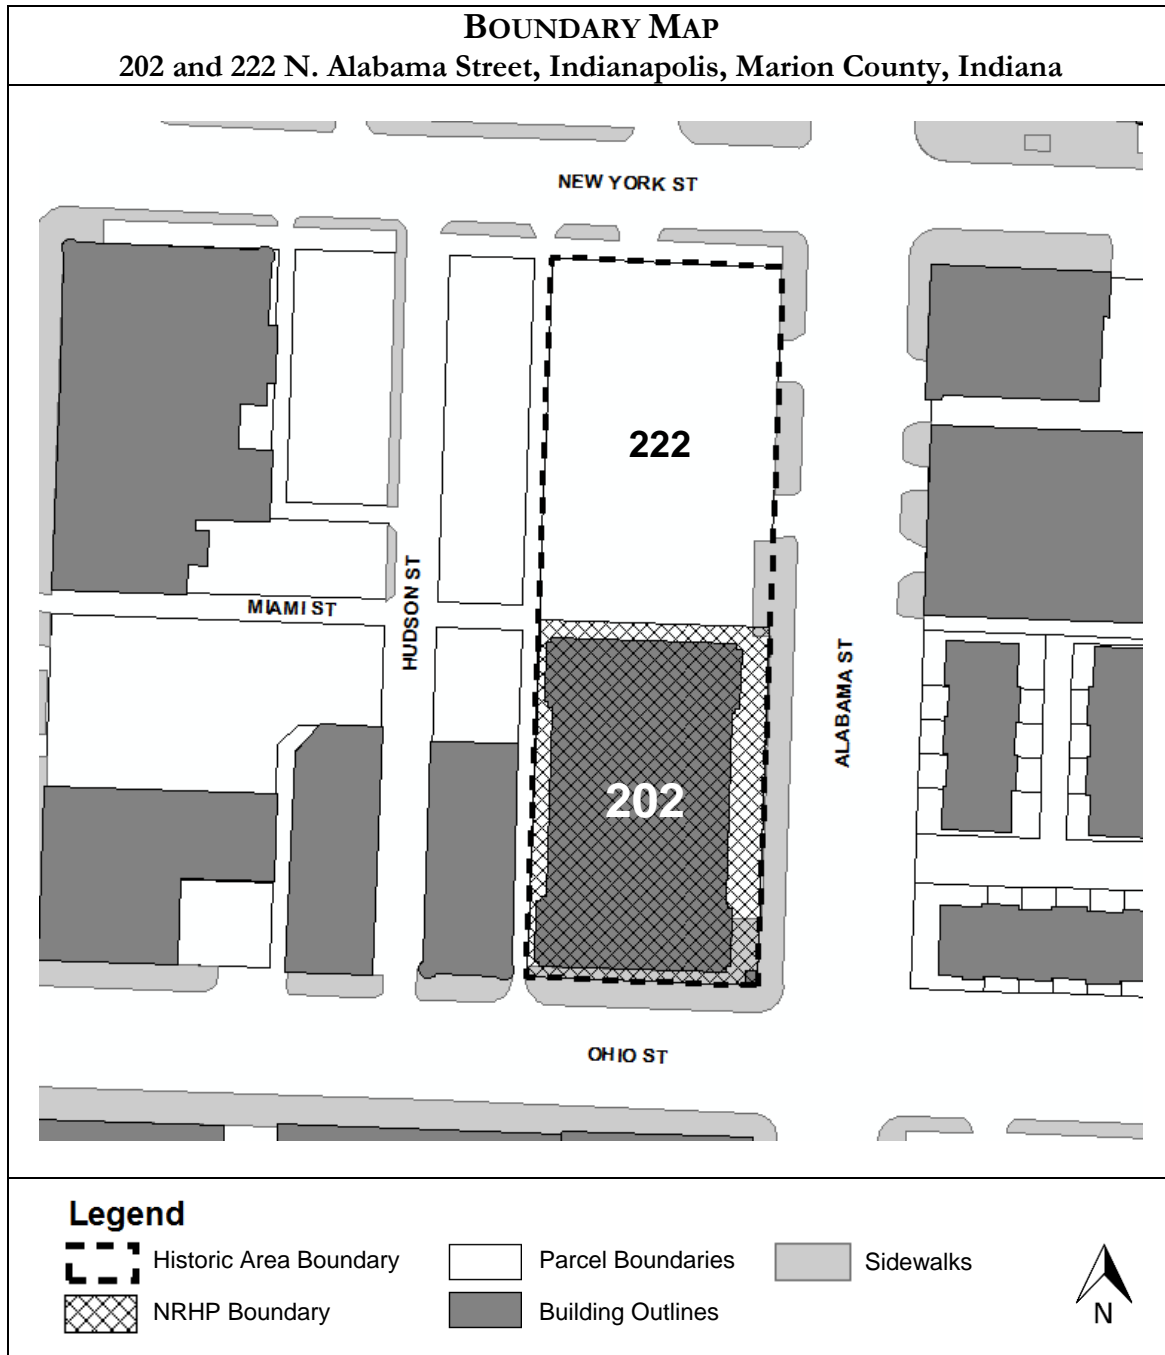 BOUNDARY MAP
202 and 222 N. Alabama Street, Indianapolis, Marion County, Indiana
NEW YORK ST
222
HUDSON ST
MIAMI ST
ALABAMA ST
202
OHIO ST
Legend
Historic Area Boundary
Parcel Boundaries
Sidewalks
NRHP Boundary
Building Outlines
N